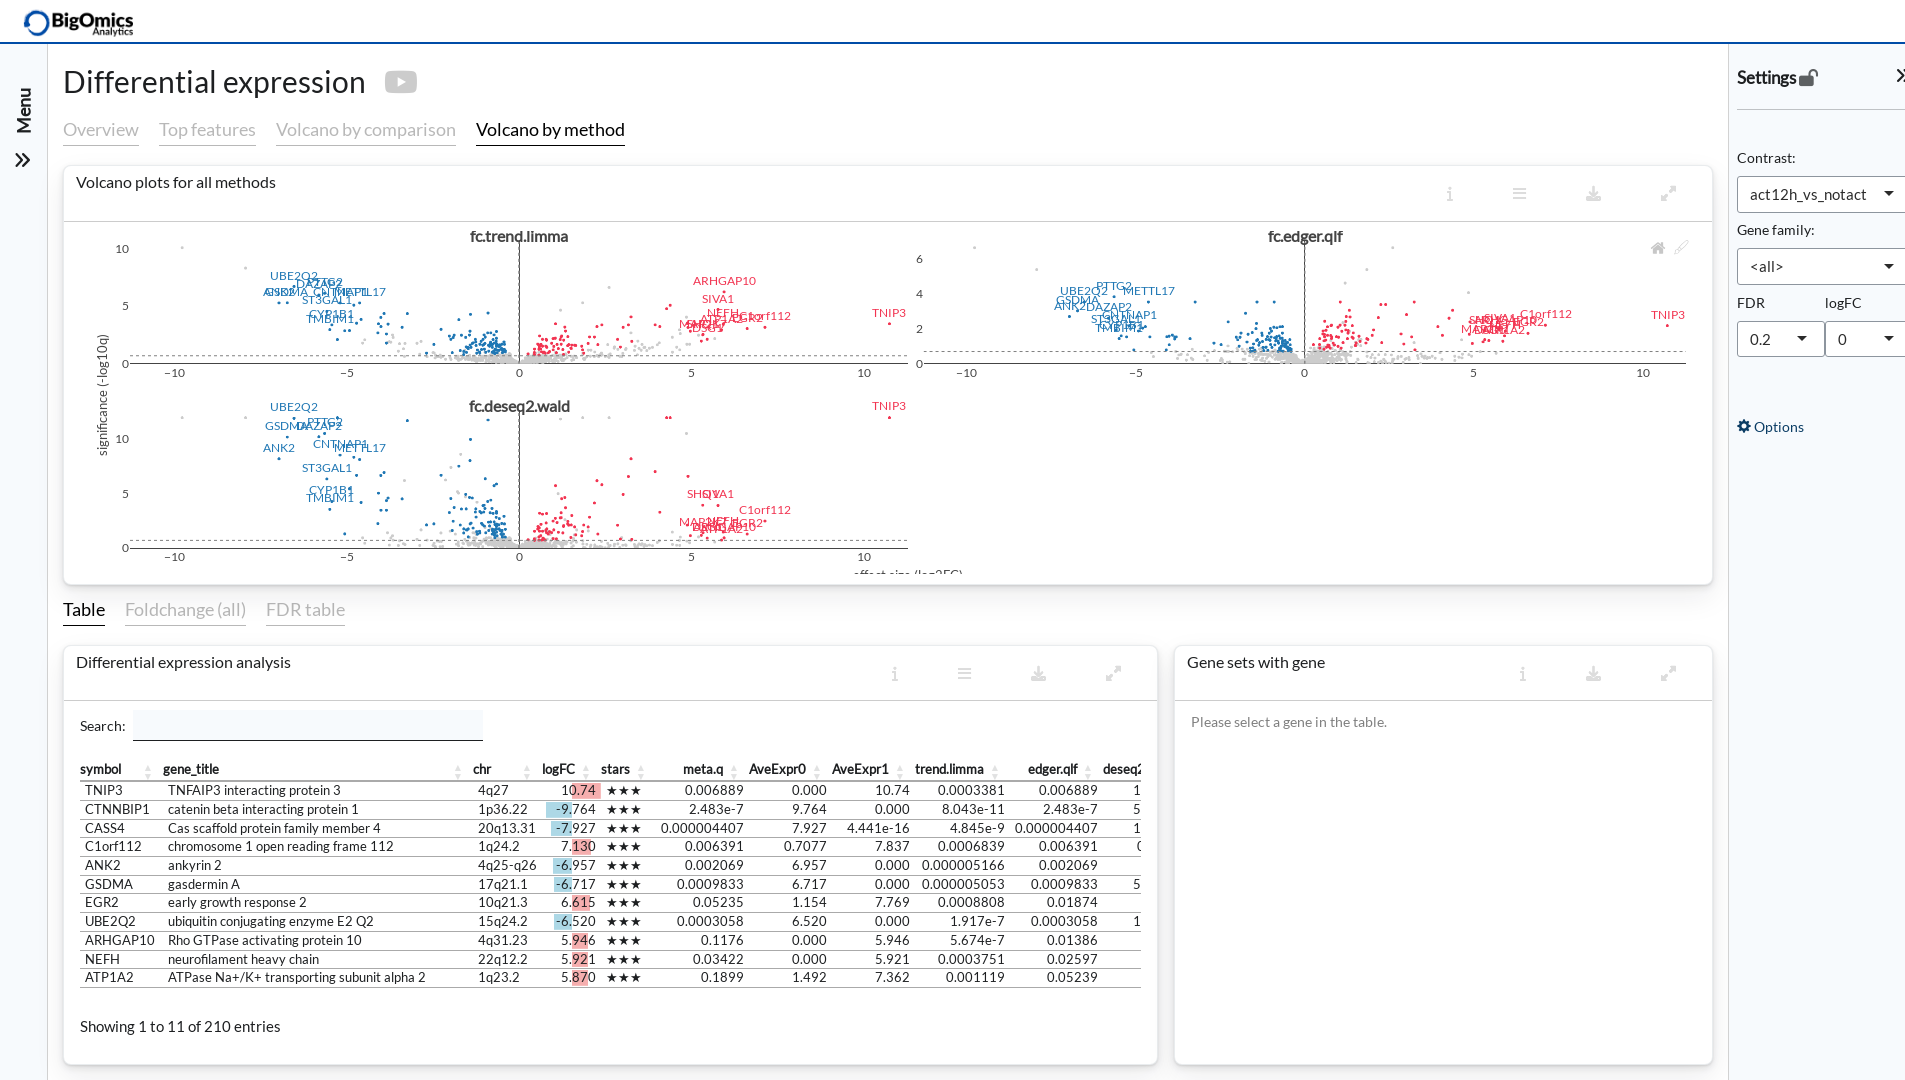 BigOmics
Analytics
Menu
Differential expression
Overview Top features Volcano by comparison Volcano by method
Volcano plots for all methods
fc.trend.limma
10
5
0
−10 −5 0 5 10
UBE2Q2
PTTG2
DAZAP2
GSDMA
ANK2
CNTNAP1
METTL17
ST3GAL1
CYP1B1
TMBIM1
ARHGAP10
SIVA1
NEFH
C1orf112
EGR2
ATP1A2
TNIP3
fc.edger.qlf
6
4
2
0
−10 −5 0 5 10
PTTG2
UBE2Q2
METTL17
GSDMA
ANK2
DAZAP2
CNTNAP1
ST3GAL1
TMBIM1
C1orf112
SIVA1
EGR2
TNIP3
significance (-log10q)
fc.deseq2.wald
10
5
0
−10 −5 0 5 10
UBE2Q2
PTTG2
GSDMA
DAZAP2
CNTNAP1
ANK2
METTL17
ST3GAL1
CYP1B1
TMBIM1
TNIP3
SIVA1
C1orf112
NEFH
EGR2
effect size (log2FC)
Table Foldchange (all) FDR table
Differential expression analysis
Search:
symbol gene_title chr logFC stars meta.q AveExpr0 AveExpr1 trend.limma edger.qlf deseq2
TNIP3 TNFAIP3 interacting protein 3 4q27 10.74 ★★★ 0.006889 0.000 10.74 0.0003381 0.006889 1
CTNNBIP1 catenin beta interacting protein 1 1p36.22 -9.764 ★★★ 2.483e-7 9.764 0.000 8.043e-11 2.483e-7 5
CASS4 Cas scaffold protein family member 4 20q13.31 -7.927 ★★★ 0.000004407 7.927 4.441e-16 4.845e-9 0.000004407 1
C1orf112 chromosome 1 open reading frame 112 1q24.2 7.130 ★★★ 0.006391 0.7077 7.837 0.0006839 0.006391
ANK2 ankyrin 2 4q25-q26 -6.957 ★★★ 0.002069 6.957 0.000 0.000005166 0.002069
GSDMA gasdermin A 17q21.1 -6.717 ★★★ 0.0009833 6.717 0.000 0.000005053 0.0009833 5
EGR2 early growth response 2 10q21.3 6.615 ★★★ 0.05235 1.154 7.769 0.0008808 0.01874
UBE2Q2 ubiquitin conjugating enzyme E2 Q2 15q24.2 -6.520 ★★★ 0.0003058 6.520 0.000 1.917e-7 0.0003058 1
ARHGAP10 Rho GTPase activating protein 10 4q31.23 5.946 ★★★ 0.1176 0.000 5.946 5.674e-7 0.01386
NEFH neurofilament heavy chain 22q12.2 5.921 ★★★ 0.03422 0.000 5.921 0.0003751 0.02597
ATP1A2 ATPase Na+/K+ transporting subunit alpha 2 1q23.2 5.870 ★★★ 0.1899 1.492 7.362 0.001119 0.05239
Showing 1 to 11 of 210 entries
Gene sets with gene
Please select a gene in the table.
Settings
Contrast:
act12h_vs_notact
Gene family:
<all>
FDR logFC
0.2 0
Options